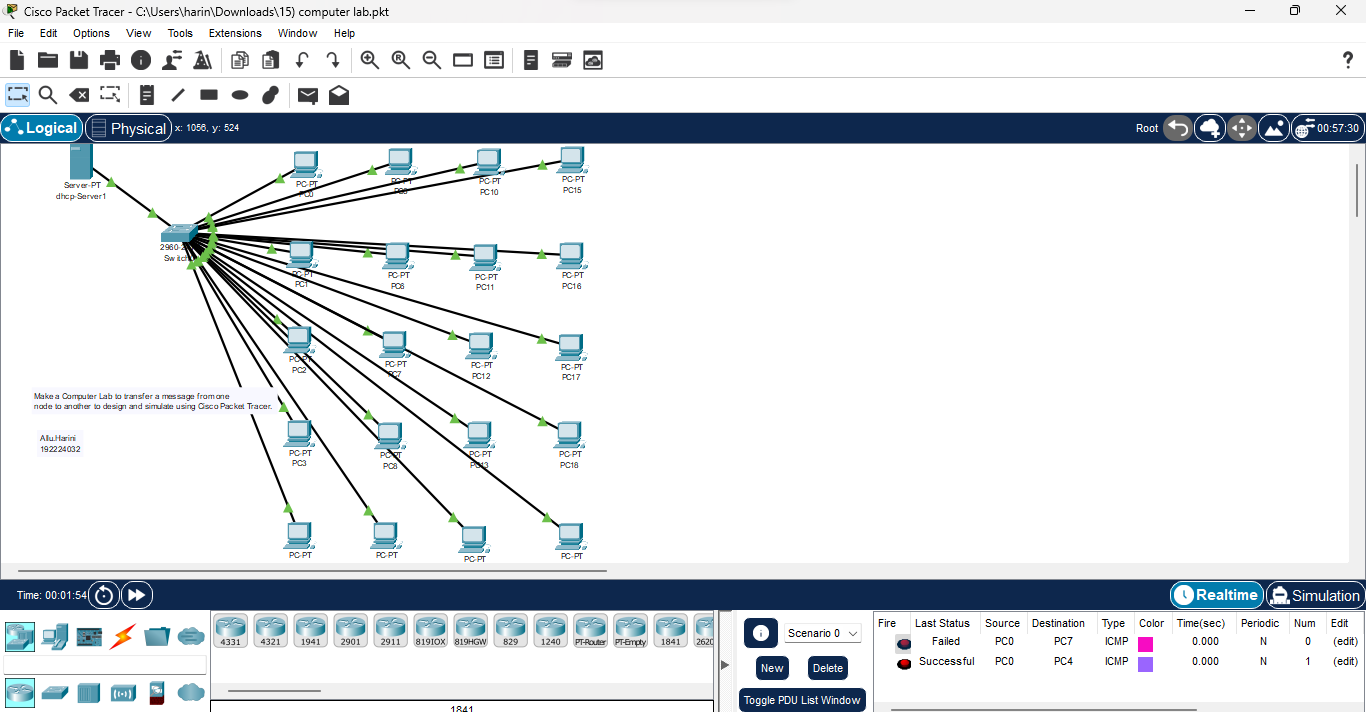 Cisco Packet Tracer - C:\Users\harin\Downloads\15) computer lab.pkt
File Edit Options View Tools Extensions Window Help
?
Logical Physical x: 1056, y: 524 Root 00:57:30
Server-PT
dhcp-Server1
PC-PT
PC0
PC-PT
PC-PT
PC10
PC-PT
PC15
2960-2
Switch
PC-PT
PC1
PC-PT
PC6
PC-PT
PC11
PC-PT
PC16
PC-PT
PC2
PC-PT
PC7
PC-PT
PC12
PC-PT
PC17
Make a Computer Lab to transfer a message from one
node to another to design and simulate using Cisco Packet Tracer.
Allu.Harini
192224032
PC-PT
PC3
PC-PT
PC8
PC-PT
PC13
PC-PT
PC18
PC-PT
PC-PT
PC-PT
PC-PT
Time: 00:01:54 Realtime Simulation
4331 4321 1941 2901 2911 819IOX 819HGW 829 1240 PT-Router PT-Empty 1841 2620
1841
Scenario 0
New Delete
Toggle PDU List Window
Fire Last Status Source Destination Type Color Time(sec) Periodic Num Edit
Failed PC0 PC7 ICMP 0.000 N 0 (edit)
Successful PC0 PC4 ICMP 0.000 N 1 (edit)